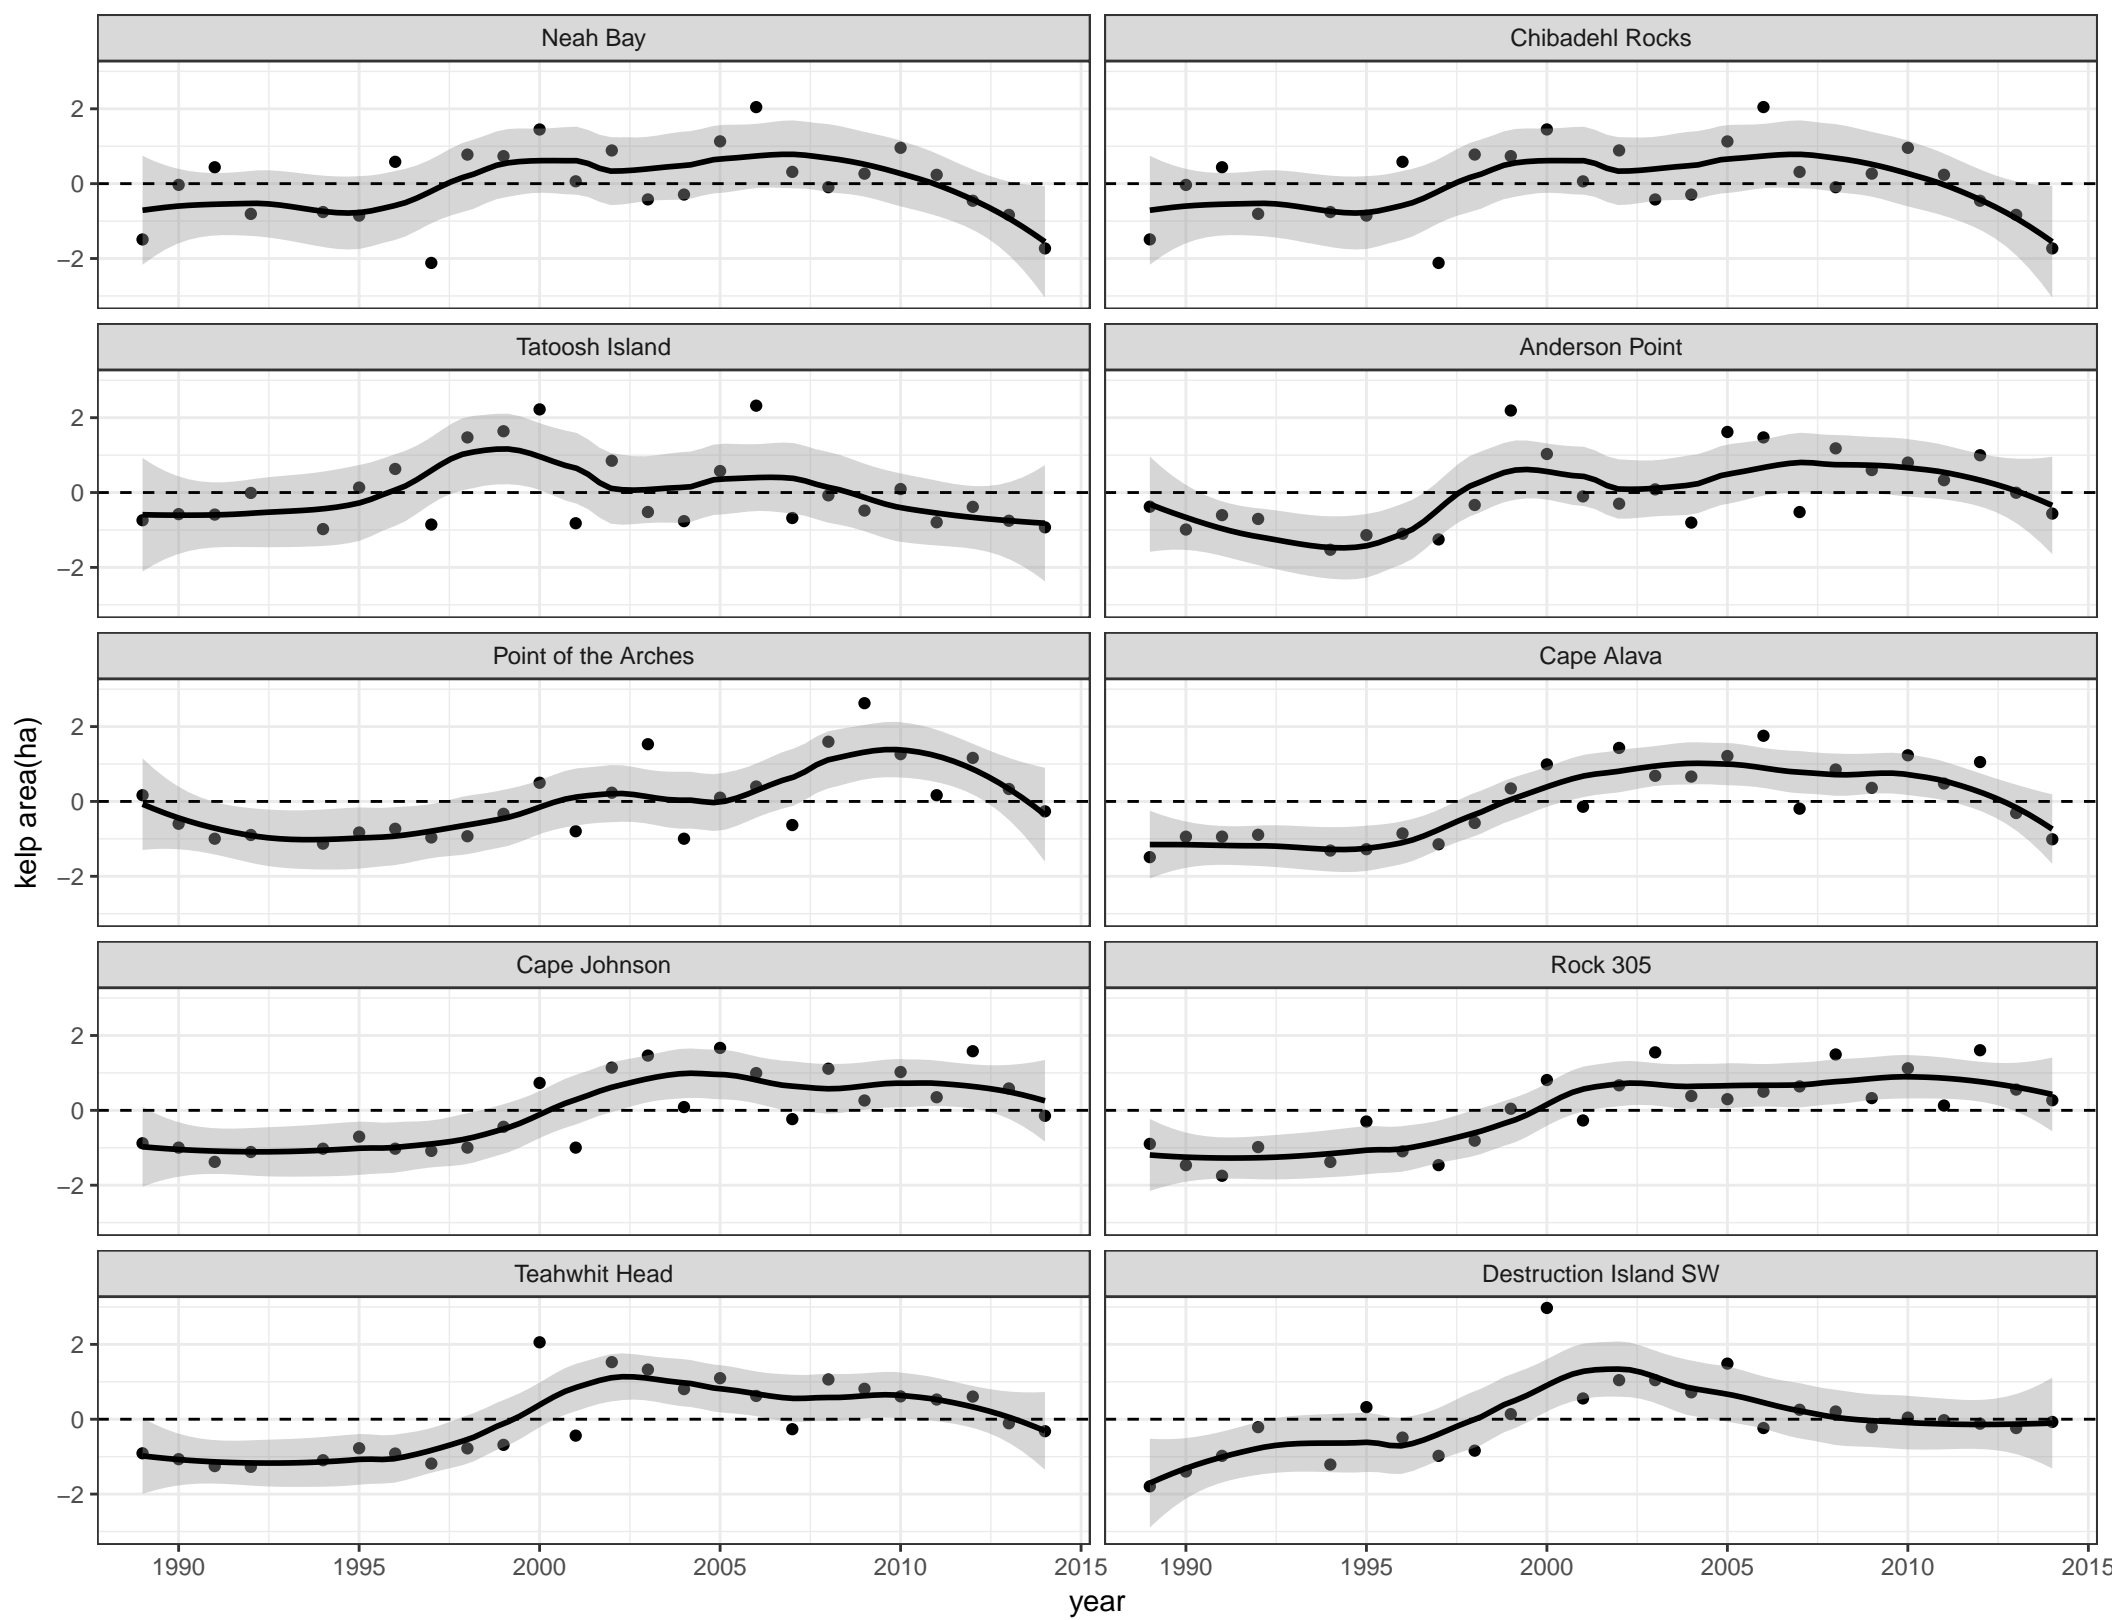 Neah Bay Chibadehl Rocks
2
0
−2
Tatoosh Island Anderson Point
2
0
−2
Point of the Arches Cape Alava
2
0
−2
kelp area(ha)
Cape Johnson Rock 305
2
0
−2
Teahwhit Head Destruction Island SW
2
0
−2
1990 1995 2000 2005 2010 2015 1990 1995 2000 2005 2010 2015
year